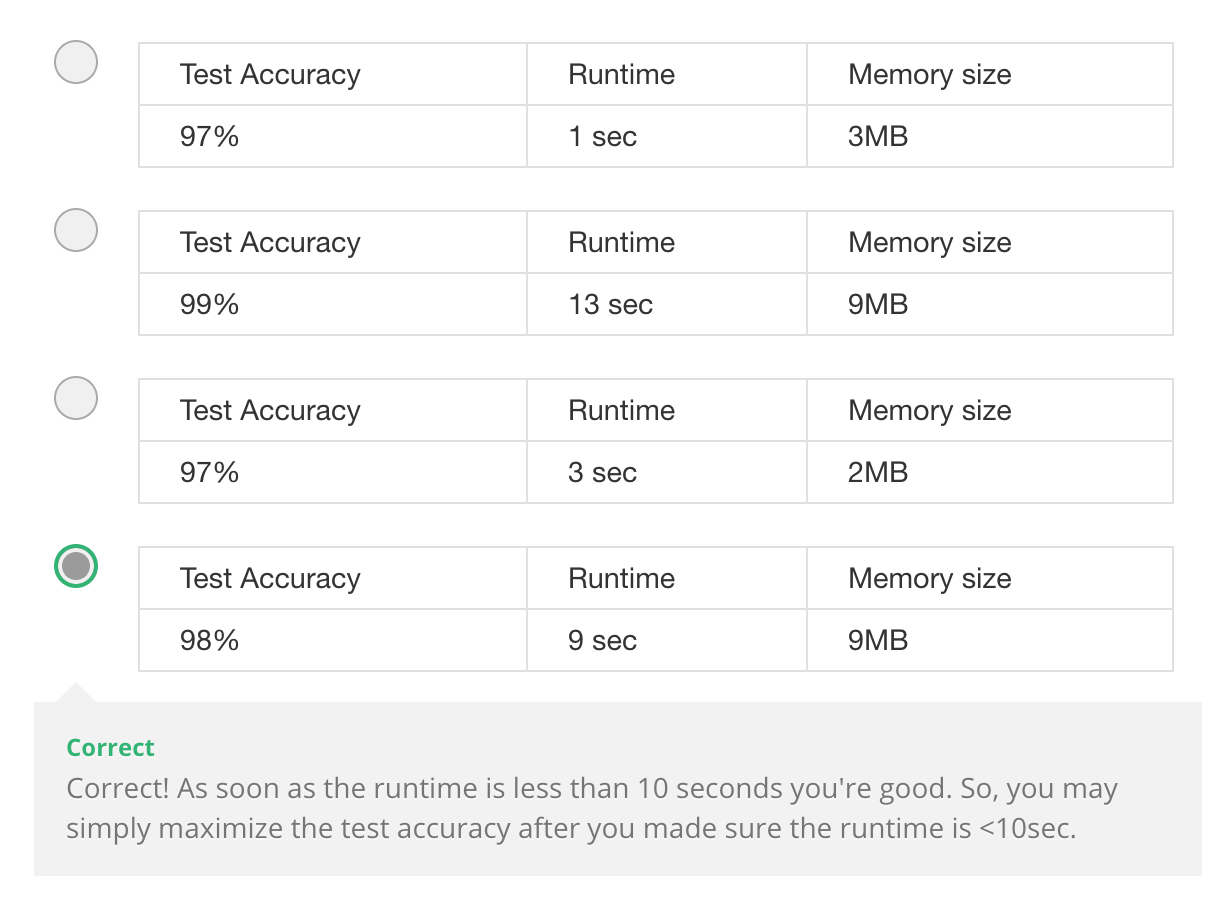 Test Accuracy Runtime Memory size
97% 1 sec 3MB
Test Accuracy Runtime Memory size
99% 13 sec 9MB
Test Accuracy Runtime Memory size
97% 3 sec 2MB
Test Accuracy Runtime Memory size
98% 9 sec 9MB
Correct
Correct! As soon as the runtime is less than 10 seconds you're good. So, you may
simply maximize the test accuracy after you made sure the runtime is <10sec.